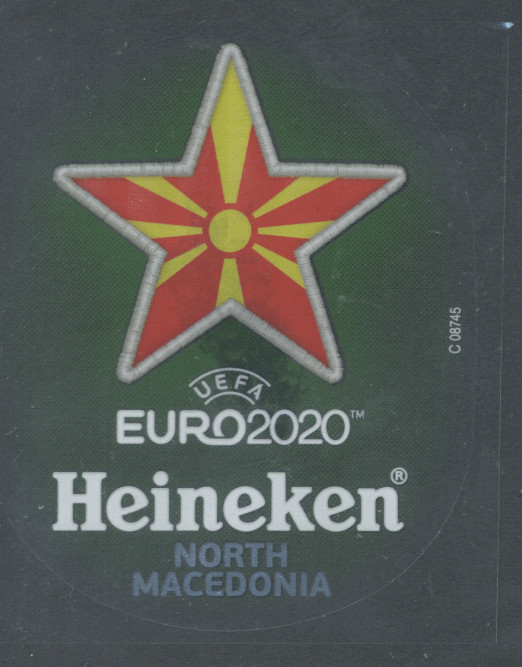 UEFA
EURO2020™
Heineken®
NORTH
MACEDONIA
C 08745